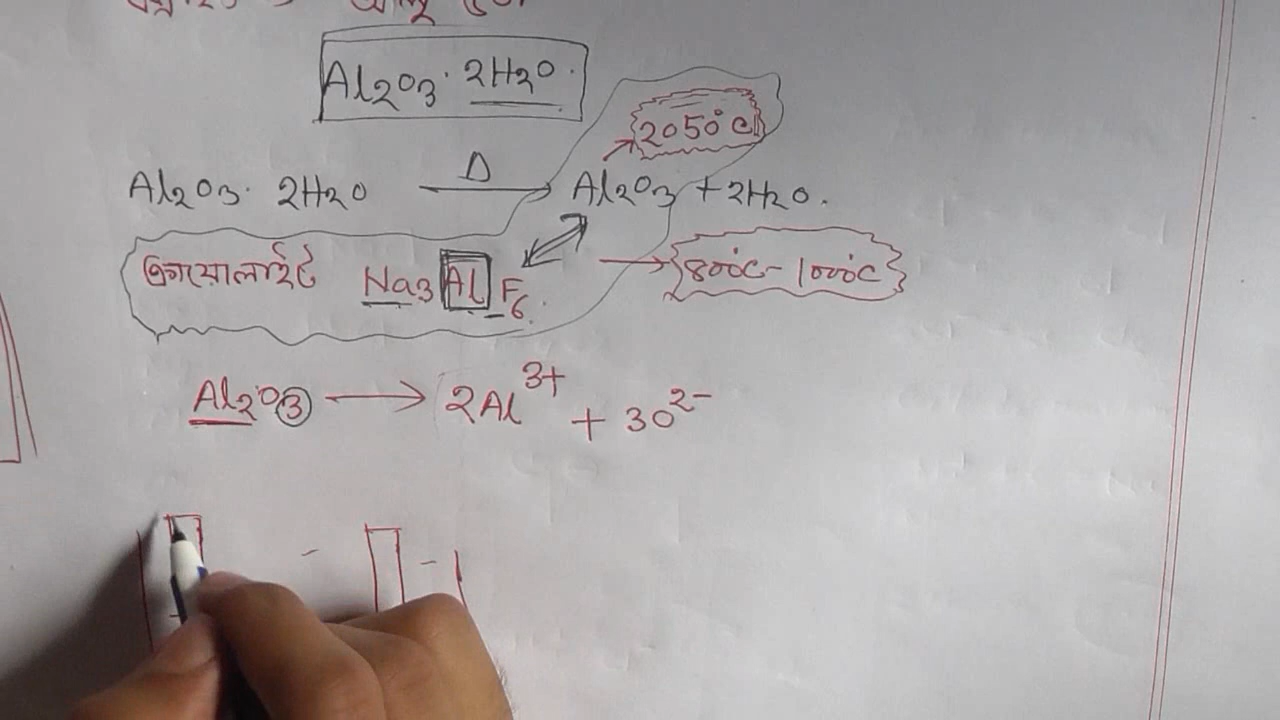 Al2O3. 2H2O.
2050°C
Al2O3. 2H2O —Δ→ Al2O3 + 2H2O.
ক্রায়োলাইট Na3AlF6. → 800°C - 1000°C
Al2O3 → 2Al³⁺ + 3O²⁻